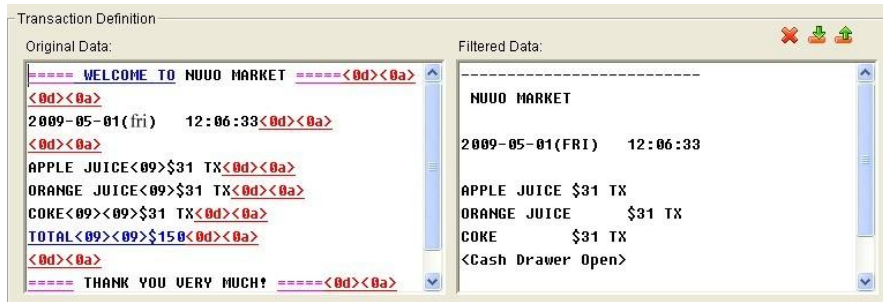 Transaction Definition
Original Data:
===== WELCOME TO NUUO MARKET =====<0d><0a>
<0d><0a>
2009-05-01(fri) 12:06:33<0d><0a>
<0d><0a>
APPLE JUICE<09>$31 TX<0d><0a>
ORANGE JUICE<09>$31 TX<0d><0a>
COKE<09><09>$31 TX<0d><0a>
TOTAL<09><09>$150<0d><0a>
<0d><0a>
===== THANK YOU VERY MUCH! =====<0d><0a>
Filtered Data:
--------------------------
NUUO MARKET
2009-05-01(FRI) 12:06:33
APPLE JUICE $31 TX
ORANGE JUICE $31 TX
COKE $31 TX
<Cash Drawer Open>